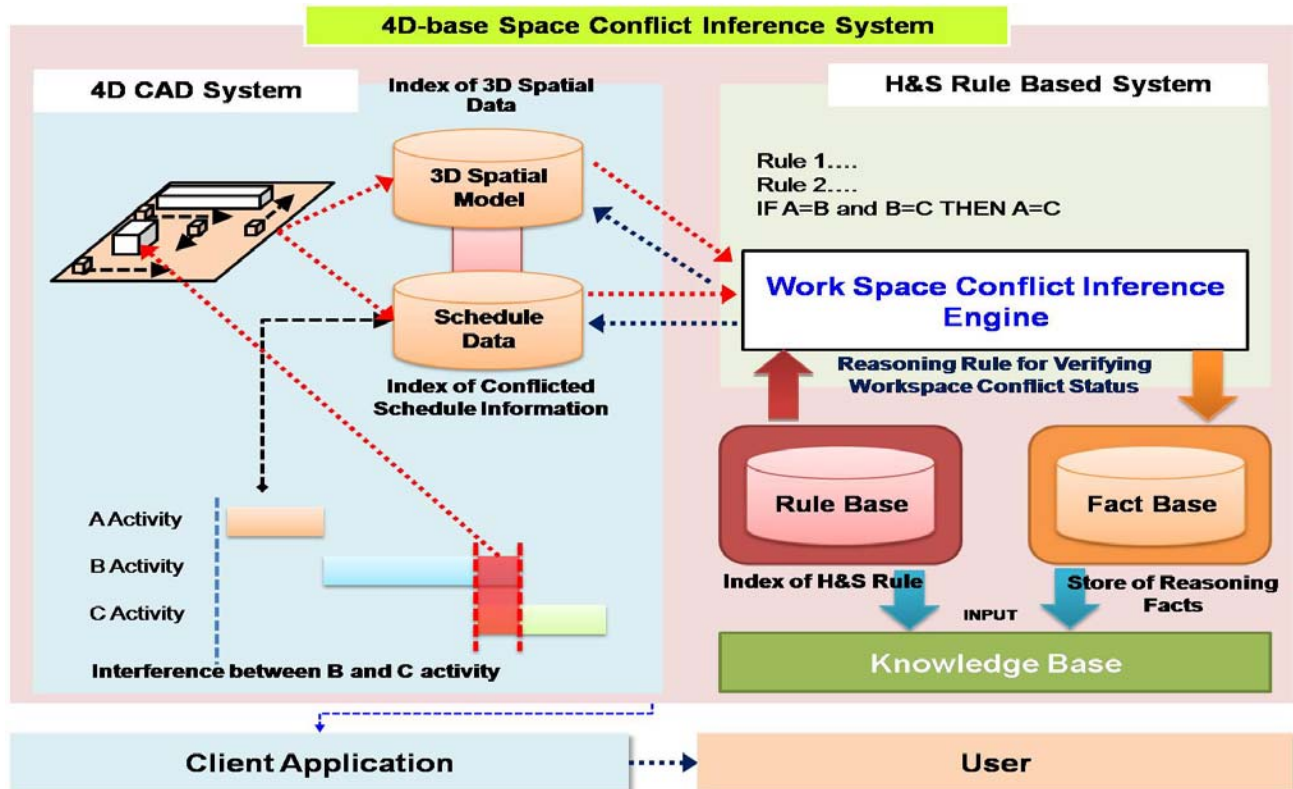 4D-base Space Conflict Inference System
4D CAD System
Index of 3D Spatial
Data
3D Spatial
Model
Schedule
Data
Index of Conflicted
Schedule Information
A Activity
B Activity
C Activity
Interference between B and C activity
H&S Rule Based System
Rule 1....
Rule 2....
IF A=B and B=C THEN A=C
Work Space Conflict Inference
Engine
Reasoning Rule for Verifying
Workspace Conflict Status
Rule Base
Fact Base
Index of H&S Rule
Store of Reasoning
Facts
INPUT
Knowledge Base
Client Application
User